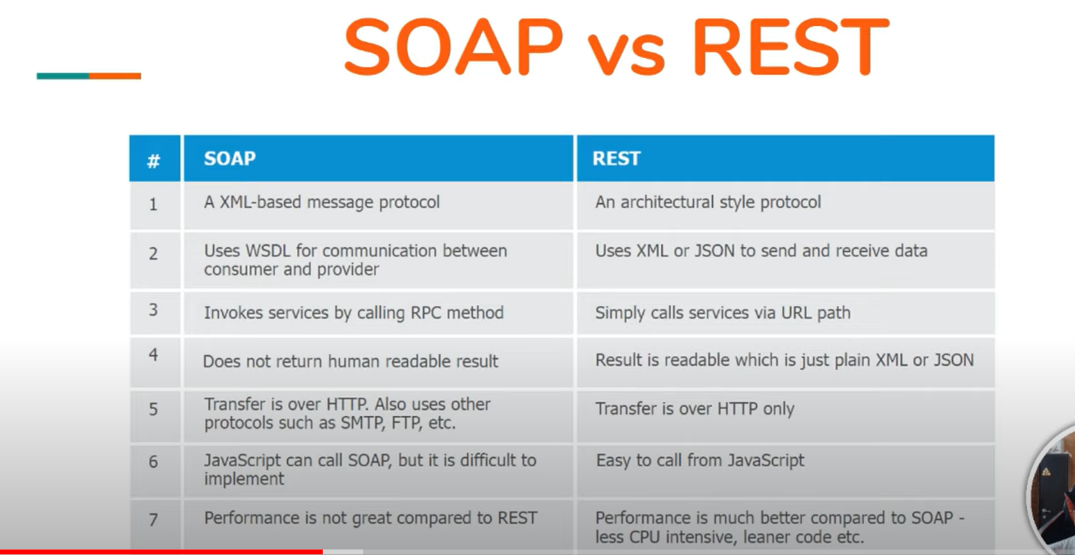 SOAP vs REST
# SOAP REST
1 A XML-based message protocol An architectural style protocol
2 Uses WSDL for communication between
consumer and provider Uses XML or JSON to send and receive data
3 Invokes services by calling RPC method Simply calls services via URL path
4 Does not return human readable result Result is readable which is just plain XML or JSON
5 Transfer is over HTTP. Also uses other
protocols such as SMTP, FTP, etc. Transfer is over HTTP only
6 JavaScript can call SOAP, but it is difficult to
implement Easy to call from JavaScript
7 Performance is not great compared to REST Performance is much better compared to SOAP -
less CPU intensive, leaner code etc.